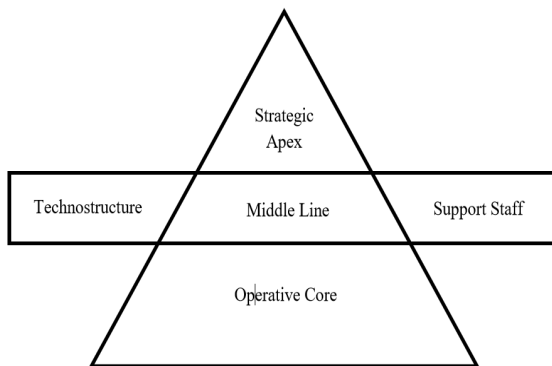 Strategic
Apex
Technostructure
Middle Line
Support Staff
Operative Core